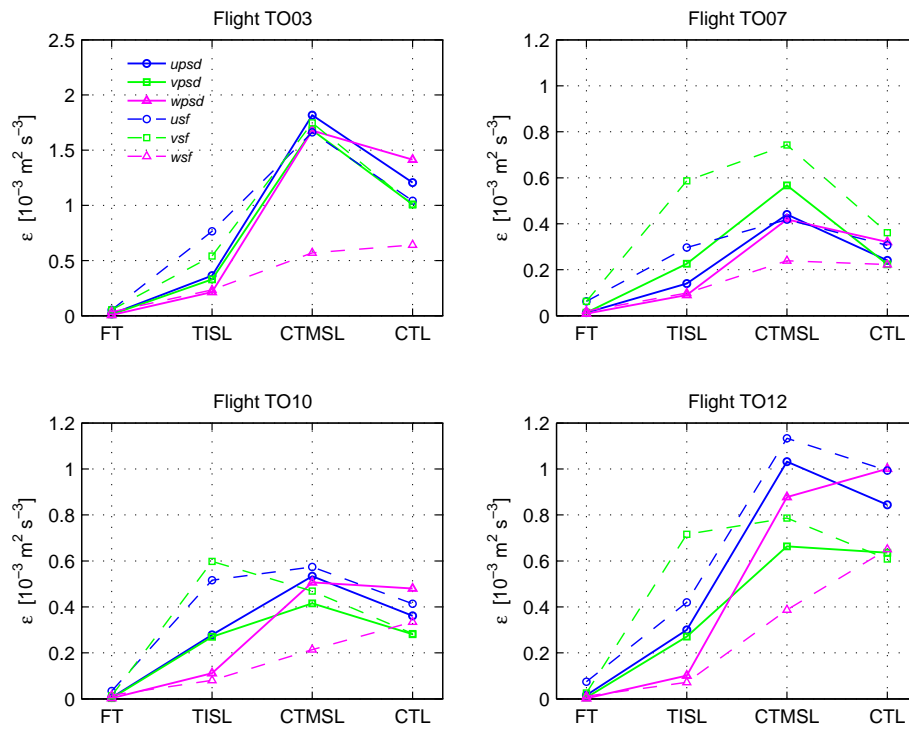 Flight TO03
2.5
2
1.5
1
0.5
0
ε [10⁻³ m² s⁻³]
upsd
vpsd
wpsd
usf
vsf
wsf
FT TISL CTMSL CTL
Flight TO07
1.2
1
0.8
0.6
0.4
0.2
0
ε [10⁻³ m² s⁻³]
FT TISL CTMSL CTL
Flight TO10
1.2
1
0.8
0.6
0.4
0.2
0
ε [10⁻³ m² s⁻³]
FT TISL CTMSL CTL
Flight TO12
1.2
1
0.8
0.6
0.4
0.2
0
ε [10⁻³ m² s⁻³]
FT TISL CTMSL CTL